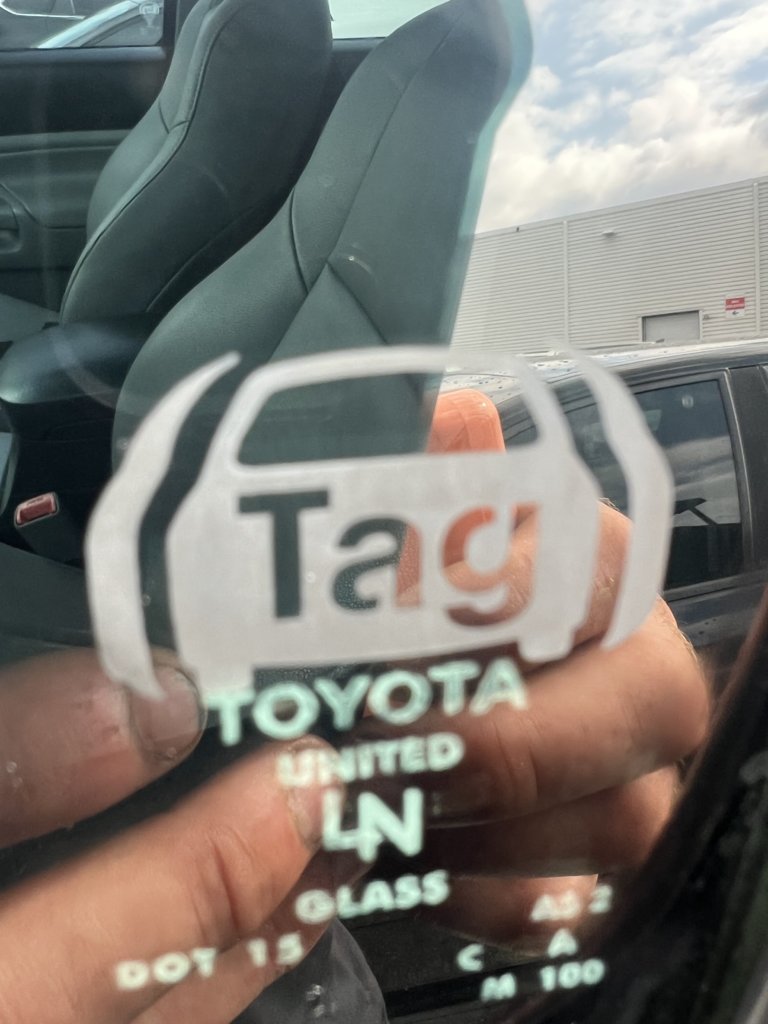 Tag
TOYOTA
UNITED
LN
GLASS
DOT 15
AS 2
C A
M 100